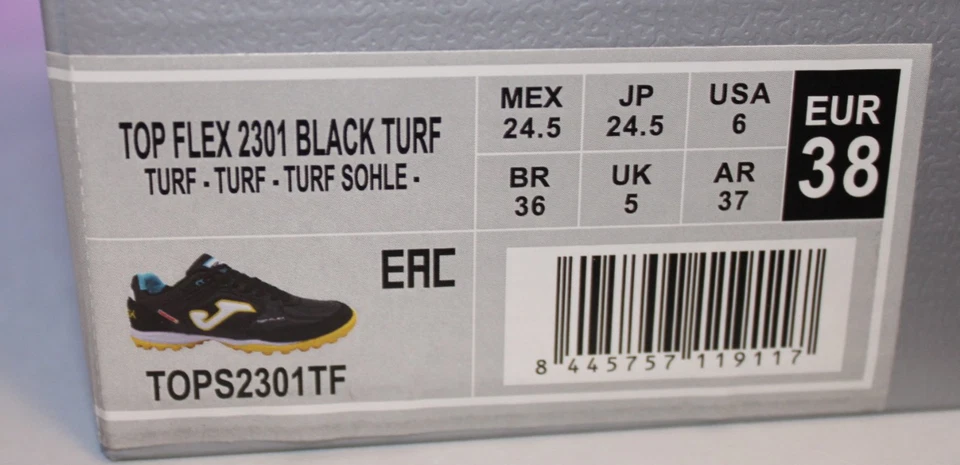 TOP FLEX 2301 BLACK TURF
TURF - TURF - TURF SOHLE -
MEX
24.5
JP
24.5
USA
6
BR
36
UK
5
AR
37
EUR
38
EAC
TOPS2301TF
8 445757 119117